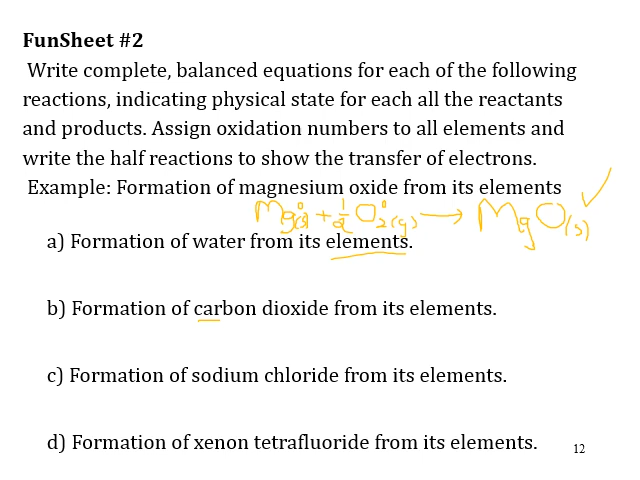 FunSheet #2
Write complete, balanced equations for each of the following
reactions, indicating physical state for each all the reactants
and products. Assign oxidation numbers to all elements and
write the half reactions to show the transfer of electrons.
Example: Formation of magnesium oxide from its elements
Mg(s)⁰ + 1/2 O₂(g)⁰ → MgO(s) ✓
a) Formation of water from its elements.
b) Formation of carbon dioxide from its elements.
c) Formation of sodium chloride from its elements.
d) Formation of xenon tetrafluoride from its elements.
12